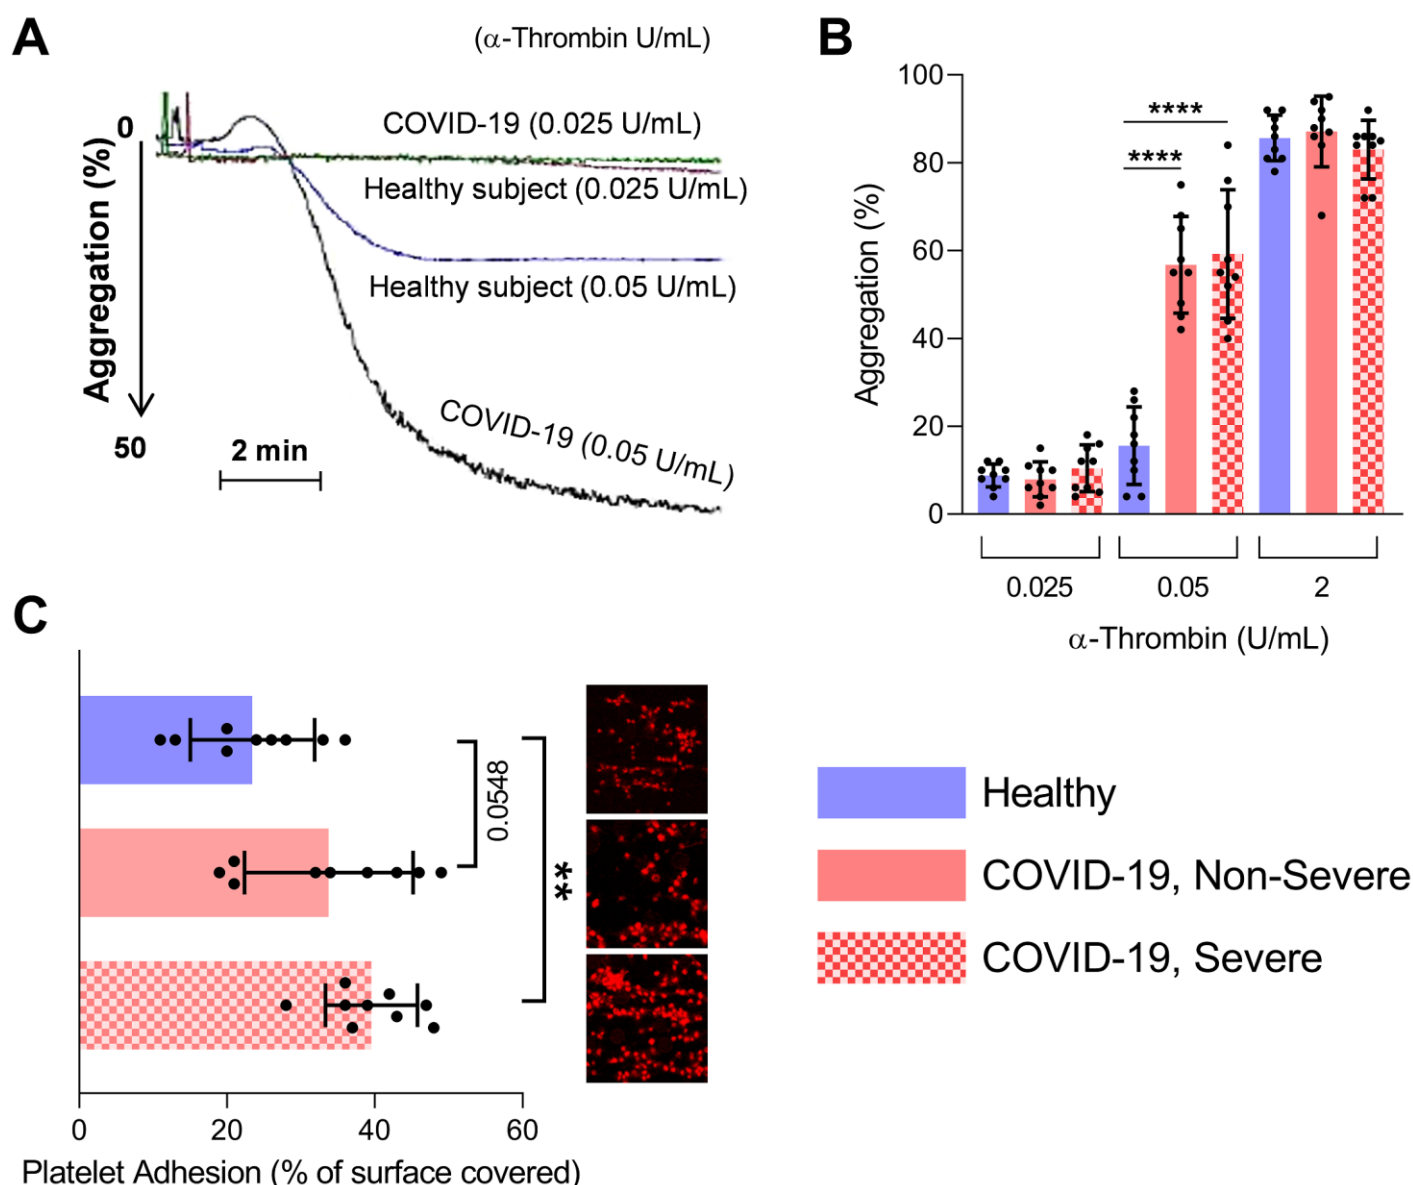 A
(α-Thrombin U/mL)
0
COVID-19 (0.025 U/mL)
Healthy subject (0.025 U/mL)
Healthy subject (0.05 U/mL)
COVID-19 (0.05 U/mL)
Aggregation (%)
50
2 min
B
100
80
60
40
20
0
Aggregation (%)
****
****
0.025
0.05
2
α-Thrombin (U/mL)
C
0.0548
**
0
20
40
60
Platelet Adhesion (% of surface covered)
Healthy
COVID-19, Non-Severe
COVID-19, Severe